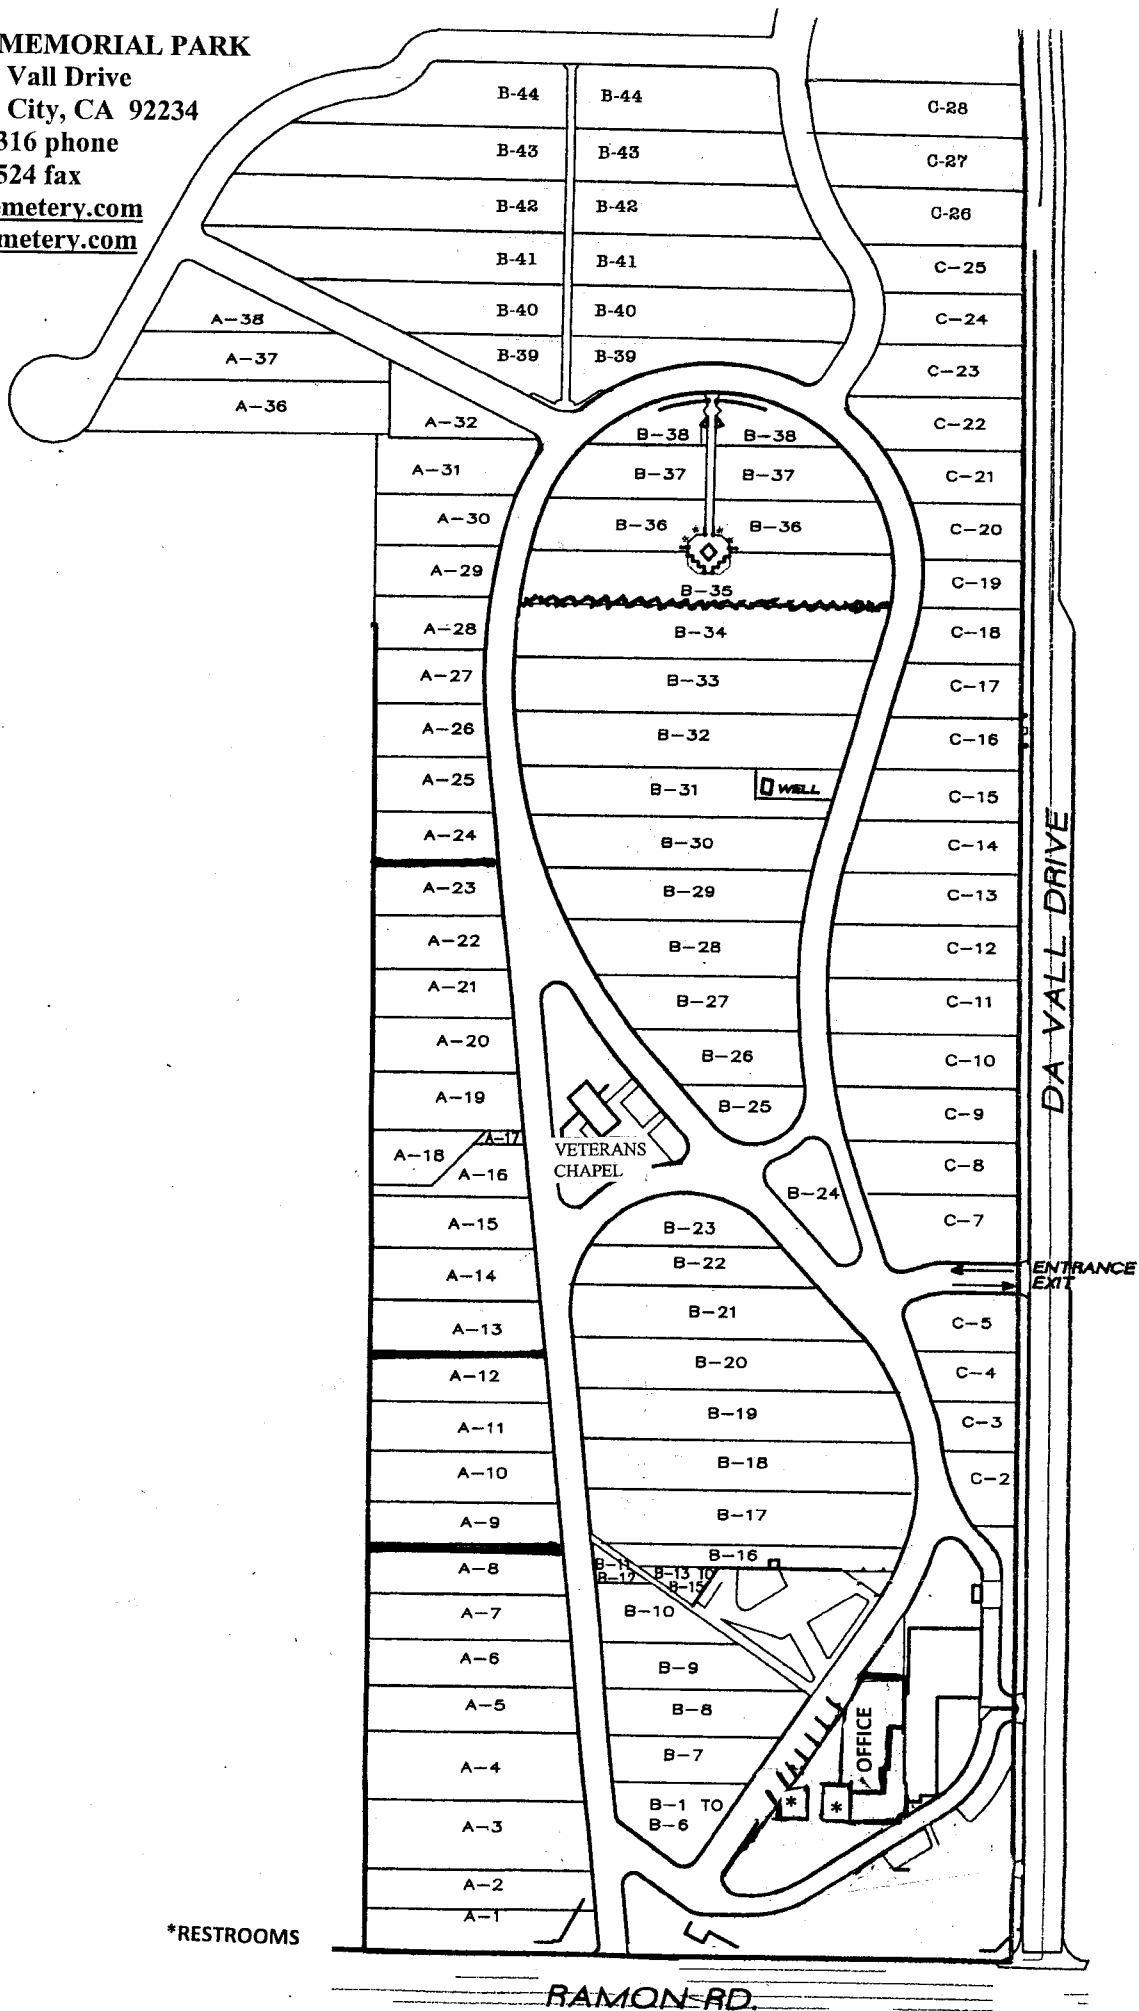 MEMORIAL PARK
Vall Drive
City, CA 92234
316 phone
524 fax
emetery.com
metery.com
B-44 B-44
C-28
B-43 B-43
C-27
B-42 B-42
C-26
B-41 B-41
C-25
B-40 B-40
A-38
C-24
B-39 B-39
A-37
C-23
A-36
A-32
C-22
B-38 B-38
A-31
B-37 B-37
C-21
A-30
B-36 B-36
C-20
A-29
B-35
C-19
A-28
B-34
C-18
A-27
B-33
C-17
A-26
B-32
C-16
A-25
B-31
WELL
C-15
A-24
B-30
C-14
A-23
B-29
C-13
A-22
B-28
C-12
A-21
B-27
C-11
A-20
B-26
C-10
A-19
B-25
C-9
DA VALL DRIVE
A-17
A-18
A-16
VETERANS
CHAPEL
C-8
B-24
A-15
B-23
C-7
A-14
B-22
ENTRANCE
EXIT
A-13
B-21
C-5
A-12
B-20
C-4
A-11
B-19
C-3
A-10
B-18
C-2
A-9
B-17
B-16
A-8
B-11
B-12
B-13 TO
B-15
A-7
B-10
A-6
B-9
A-5
B-8
OFFICE
A-4
B-7
A-3
B-1 TO
B-6
* *
A-2
A-1
*RESTROOMS
RAMON RD.